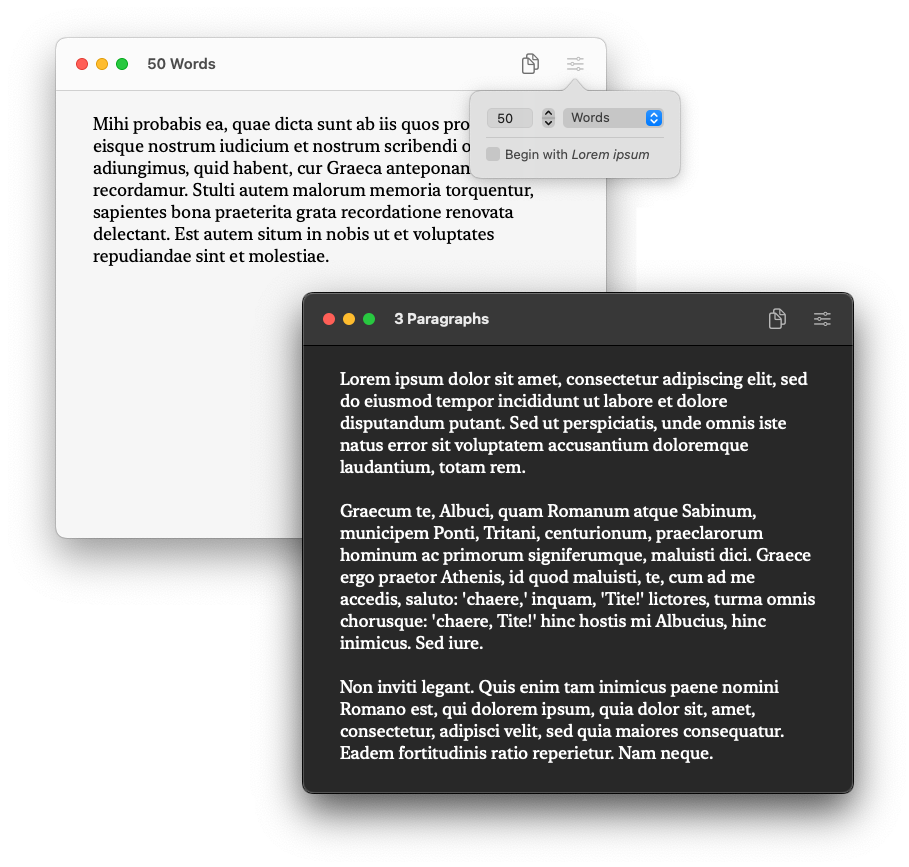 50 Words
50
Words
Begin with Lorem ipsum
Mihi probabis ea, quae dicta sunt ab iis quos
eisque nostrum iudicium et nostrum scribendi
adiungimus, quid habent, cur Graeca
recordamur. Stulti autem malorum memoria torquentur,
sapientes bona praeterita grata recordatione renovata
delectant. Est autem situm in nobis ut et voluptates
repudiandae sint et molestiae.
3 Paragraphs
Lorem ipsum dolor sit amet, consectetur adipiscing elit, sed
do eiusmod tempor incididunt ut labore et dolore
disputandum putant. Sed ut perspiciatis, unde omnis iste
natus error sit voluptatem accusantium doloremque
laudantium, totam rem.
Graecum te, Albuci, quam Romanum atque Sabinum,
municipem Ponti, Tritani, centurionum, praeclarorum
hominum ac primorum signiferumque, maluisti dici. Graece
ergo praetor Athenis, id quod maluisti, te, cum ad me
accedis, saluto: 'chaere,' inquam, 'Tite!' lictores, turma omnis
chorusque: 'chaere, Tite!' hinc hostis mi Albucius, hinc
inimicus. Sed iure.
Non inviti legant. Quis enim tam inimicus paene nomini
Romano est, qui dolorem ipsum, quia dolor sit, amet,
consectetur, adipisci velit, sed quia maiores consequatur.
Eadem fortitudinis ratio reperietur. Nam neque.